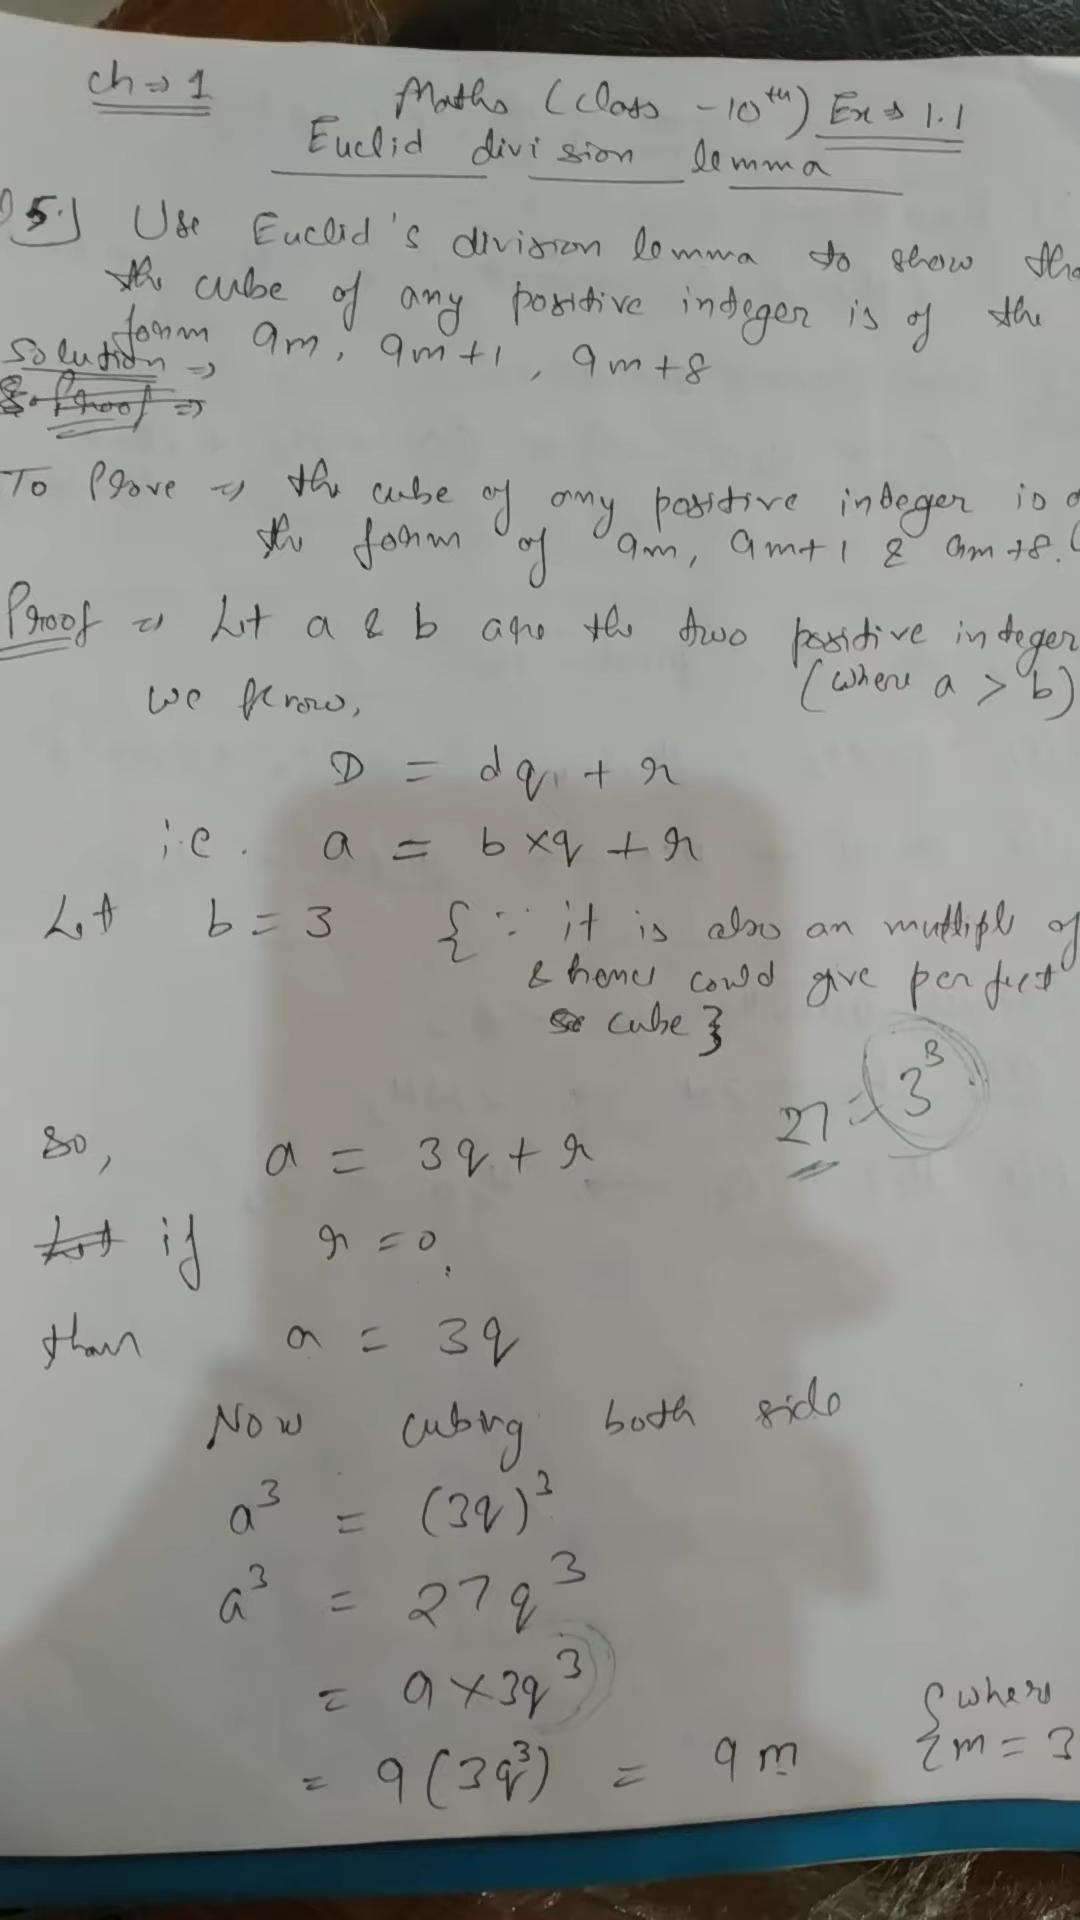 ch ⇒ 1
Maths (class - 10th) Ex ⇒ 1.1
Euclid division lemma
5.) Use Euclid's division lemma to show
the cube of any positive integer is of the
form 9m, 9m+1, 9m+8
Solution ⇒
Proof ⇒
To Prove ⇒ the cube of any positive integer is
the form of 9m, 9m+1 & 9m+8.
Proof ⇒ Let a & b are the two positive integer
(where a > b)
we know,
D = dq + r
i.e. a = b×q + r
Let b = 3 {∵ it is also an multiple of
& hence could give perfect
cube}
27 = 3³
so, a = 3q + r
Let if r = 0
than a = 3q
Now cubing both side
a³ = (3q)³
a³ = 27q³
= 9×3q³
= 9(3q³) = 9m
{where
{m = 3